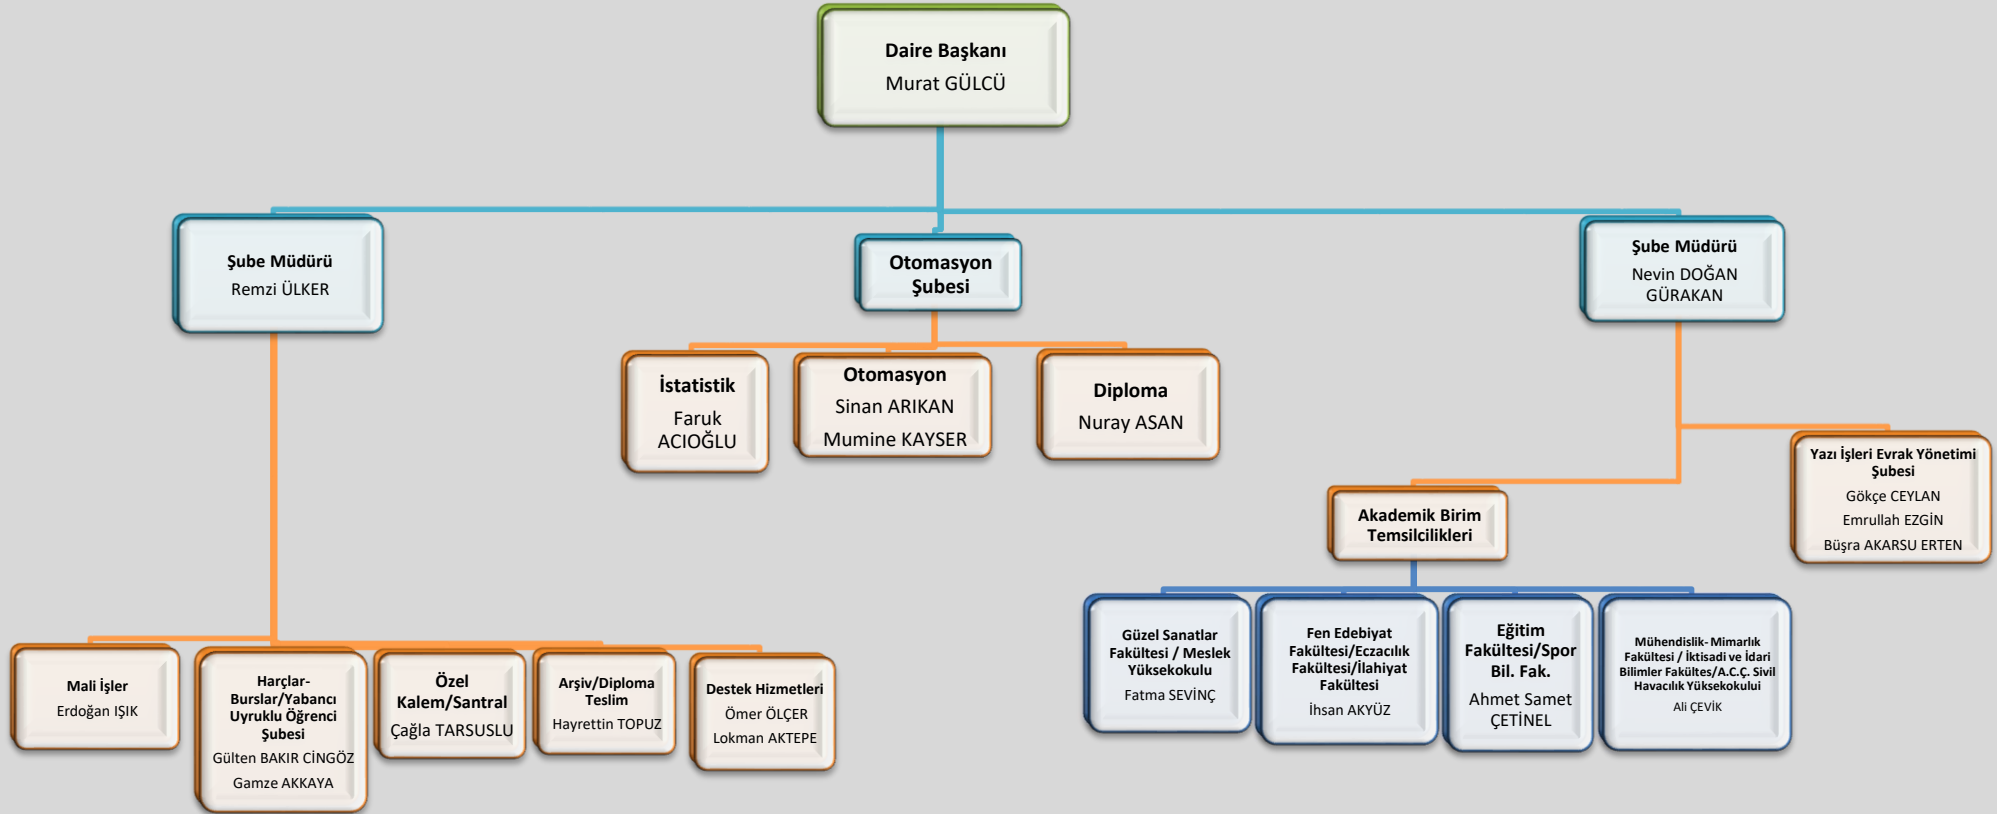 Daire Başkanı
Murat GÜLCÜ
Şube Müdürü
Remzi ÜLKER
Otomasyon
Şubesi
Şube Müdürü
Nevin DOĞAN
GÜRAKAN
İstatistik
Faruk
ACIOĞLU
Otomasyon
Sinan ARIKAN
Mumine KAYSER
Diploma
Nuray ASAN
Yazı İşleri Evrak Yönetimi
Şubesi
Gökçe CEYLAN
Emrullah EZGİN
Büşra AKARSU ERTEN
Akademik Birim
Temsilcilikleri
Mali İşler
Erdoğan IŞIK
Harçlar-
Burslar/Yabancı
Uyruklu Öğrenci
Şubesi
Gülten BAKIR CİNGÖZ
Gamze AKKAYA
Özel
Kalem/Santral
Çağla TARSUSLU
Arşiv/Diploma
Teslim
Hayrettin TOPUZ
Destek Hizmetleri
Ömer ÖLÇER
Lokman AKTEPE
Güzel Sanatlar
Fakültesi / Meslek
Yüksekokulu
Fatma SEVİNÇ
Fen Edebiyat
Fakültesi/Eczacılık
Fakültesi/İlahiyat
Fakültesi
İhsan AKYÜZ
Eğitim
Fakültesi/Spor
Bil. Fak.
Ahmet Samet
ÇETİNEL
Mühendislik- Mimarlık
Fakültesi / İktisadi ve İdari
Bilimler Fakültes/A.C.Ç. Sivil
Havacılık Yüksekokului
Ali ÇEVİK